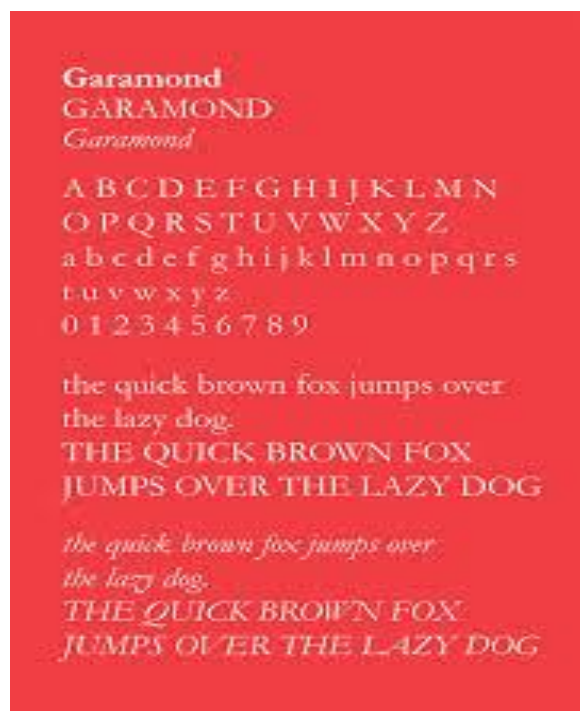 Garamond
GARAMOND
Garamond
A B C D E F G H I J K L M N
O P Q R S T U V W X Y Z
a b c d e f g h i j k l m n o p q r s
t u v w x y z
0 1 2 3 4 5 6 7 8 9
the quick brown fox jumps over
the lazy dog.
THE QUICK BROWN FOX
JUMPS OVER THE LAZY DOG
the quick brown fox jumps over
the lazy dog.
THE QUICK BROWN FOX
JUMPS OVER THE LAZY DOG